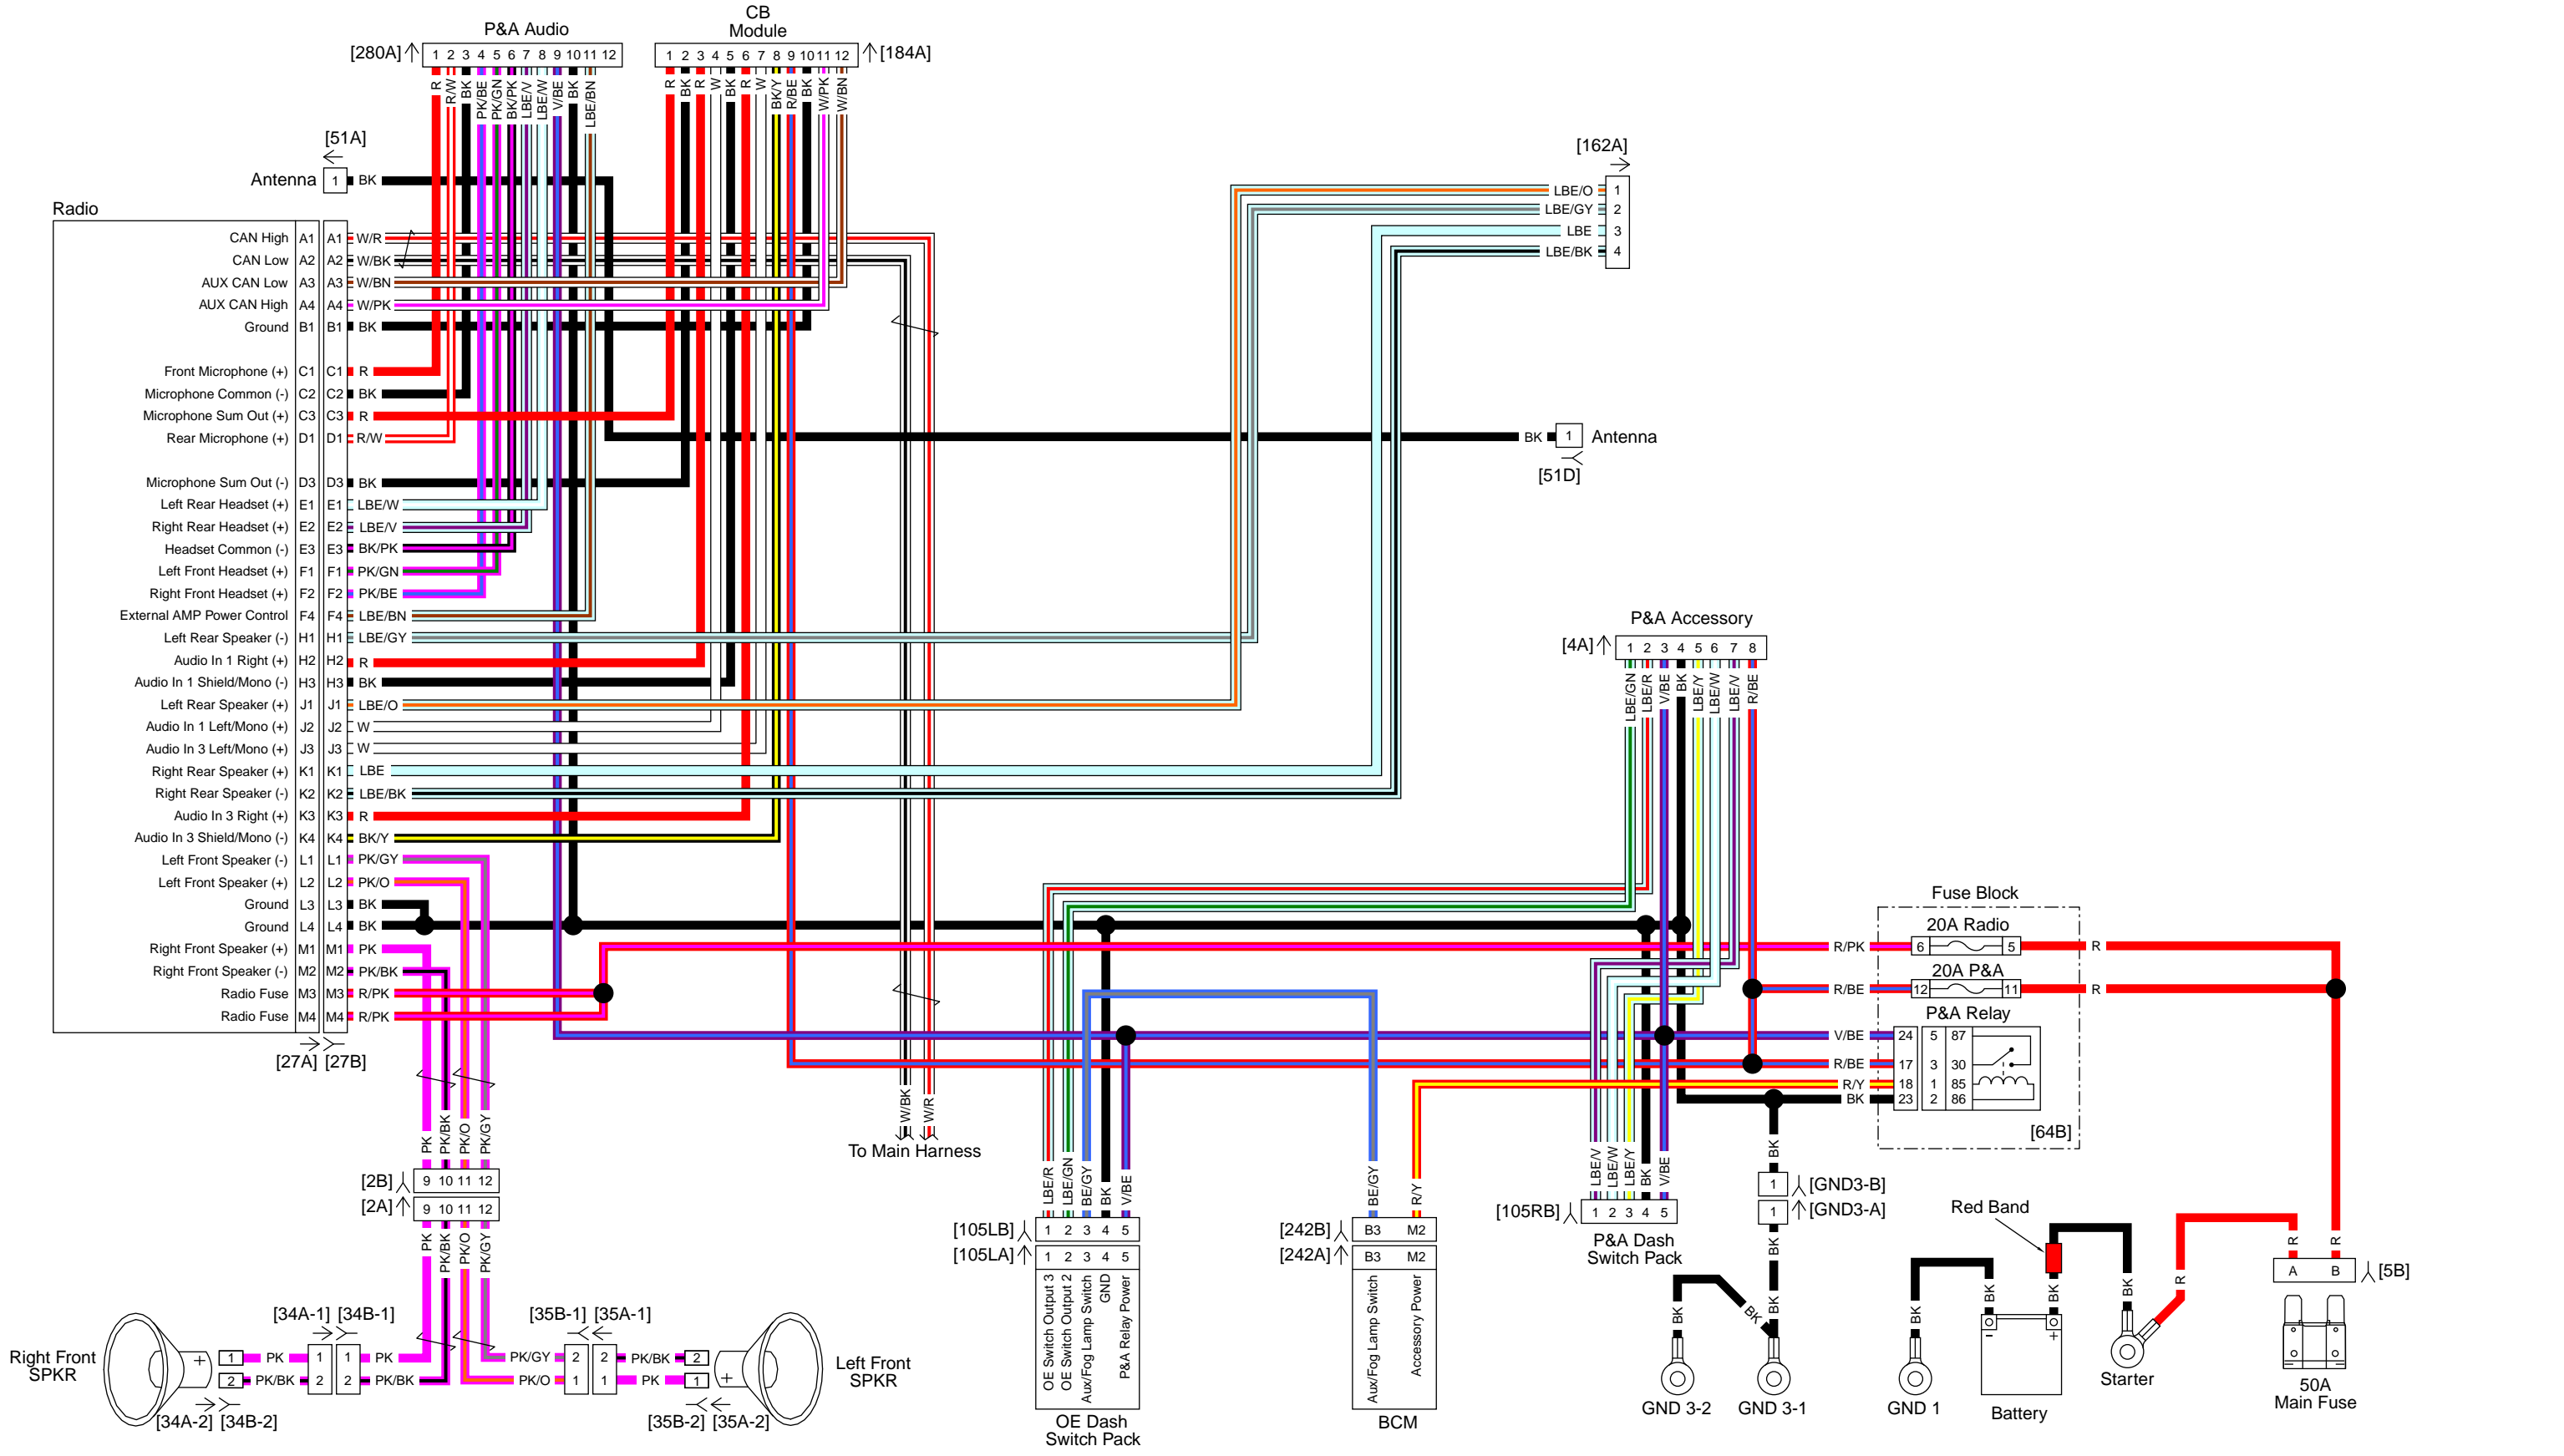 P&A Audio
[280A] 1 2 3 4 5 6 7 8 9 10 11 12
R R/W BK PK/BE PK/GN BK/PK LBE/V LBE/W V/BE BK LBE/BN
CB
Module
1 2 3 4 5 6 7 8 9 10 11 12 [184A]
R BK R W BK R W BK/Y R/BE BK W/PK W/BN
[51A]
Antenna 1 BK
[162A]
LBE/O 1
LBE/GY 2
LBE 3
LBE/BK 4
Radio
CAN High A1 A1 W/R
CAN Low A2 A2 W/BK
AUX CAN Low A3 A3 W/BN
AUX CAN High A4 A4 W/PK
Ground B1 B1 BK
Front Microphone (+) C1 C1 R
Microphone Common (-) C2 C2 BK
Microphone Sum Out (+) C3 C3 R
Rear Microphone (+) D1 D1 R/W
Microphone Sum Out (-) D3 D3 BK
Left Rear Headset (+) E1 E1 LBE/W
Right Rear Headset (+) E2 E2 LBE/V
Headset Common (-) E3 E3 BK/PK
Left Front Headset (+) F1 F1 PK/GN
Right Front Headset (+) F2 F2 PK/BE
External AMP Power Control F4 F4 LBE/BN
Left Rear Speaker (-) H1 H1 LBE/GY
Audio In 1 Right (+) H2 H2 R
Audio In 1 Shield/Mono (-) H3 H3 BK
Left Rear Speaker (+) J1 J1 LBE/O
Audio In 1 Left/Mono (+) J2 J2 W
Audio In 3 Left/Mono (+) J3 J3 W
Right Rear Speaker (+) K1 K1 LBE
Right Rear Speaker (-) K2 K2 LBE/BK
Audio In 3 Right (+) K3 K3 R
Audio In 3 Shield/Mono (-) K4 K4 BK/Y
Left Front Speaker (-) L1 L1 PK/GY
Left Front Speaker (+) L2 L2 PK/O
Ground L3 L3 BK
Ground L4 L4 BK
Right Front Speaker (+) M1 M1 PK
Right Front Speaker (-) M2 M2 PK/BK
Radio Fuse M3 M3 R/PK
Radio Fuse M4 M4 R/PK
[27A] [27B]
BK 1 Antenna
[51D]
P&A Accessory
[4A] 1 2 3 4 5 6 7 8
LBE/GN LBE/R V/BE BK LBE/Y LBE/W LBE/V R/BE
Fuse Block
20A Radio
R/PK 6 5 R
20A P&A
R/BE 12 11 R
P&A Relay
V/BE 24 5 87
R/BE 17 3 30
R/Y 18 1 85
BK 23 2 86
[64B]
W/BK W/R
To Main Harness
PK PK/BK PK/O PK/GY
[2B] 9 10 11 12
[2A] 9 10 11 12
PK PK/BK PK/O PK/GY
[34A-1] [34B-1]
[35B-1] [35A-1]
Right Front
SPKR
+
1 PK 1 1 PK
2 PK/BK 2 2 PK/BK
[34A-2] [34B-2]
PK/GY 2 2 PK/BK 2
PK/O 1 1 PK 1
+
Left Front
SPKR
[35B-2] [35A-2]
LBE/R LBE/GN BE/GY BK V/BE
[105LB] 1 2 3 4 5
[105LA] 1 2 3 4 5
OE Switch Output 3
OE Switch Output 2
Aux/Fog Lamp Switch
GND
P&A Relay Power
OE Dash
Switch Pack
BE/GY R/Y
[242B] B3 M2
[242A] B3 M2
Aux/Fog Lamp Switch
Accessory Power
BCM
LBE/V LBE/W LBE/Y BK V/BE
[105RB] 1 2 3 4 5
P&A Dash
Switch Pack
BK
1 [GND3-B]
1 [GND3-A]
BK
BK BK BK
GND 3-2
GND 3-1
BK
GND 1
Red Band
BK BK
- +
Battery
BK
R
Starter
R R
A B [5B]
50A
Main Fuse